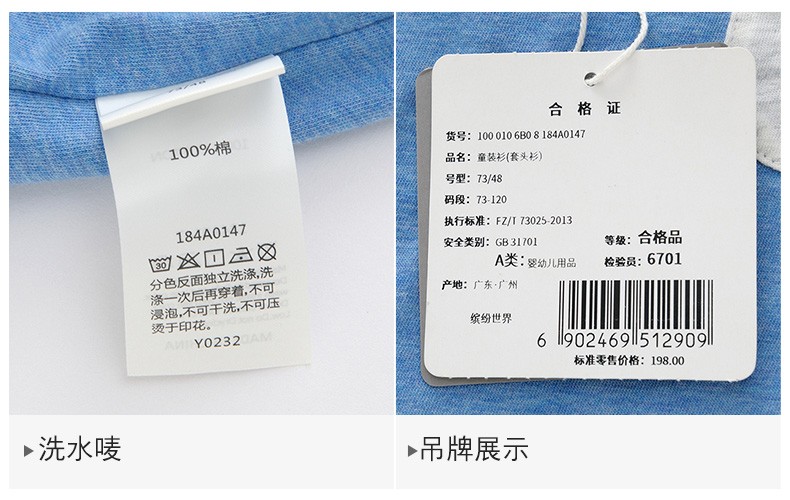 73/48
100%棉
184A0147
30
分色反面独立洗涤,洗
涤一次后再穿着,不可
浸泡,不可干洗,不可压
烫于印花。
Y0232
合格证
货号: 100 010 6B0 8 184A0147
品名: 童装衫(套头衫)
号型: 73/48
码段: 73-120
执行标准: FZ/T 73025-2013
安全类别: GB 31701 等级: 合格品
A类: 婴幼儿用品 检验员: 6701
产地: 广东·广州
缤纷世界
6 902469 512909
标准零售价格: 198.00
洗水唛
吊牌展示